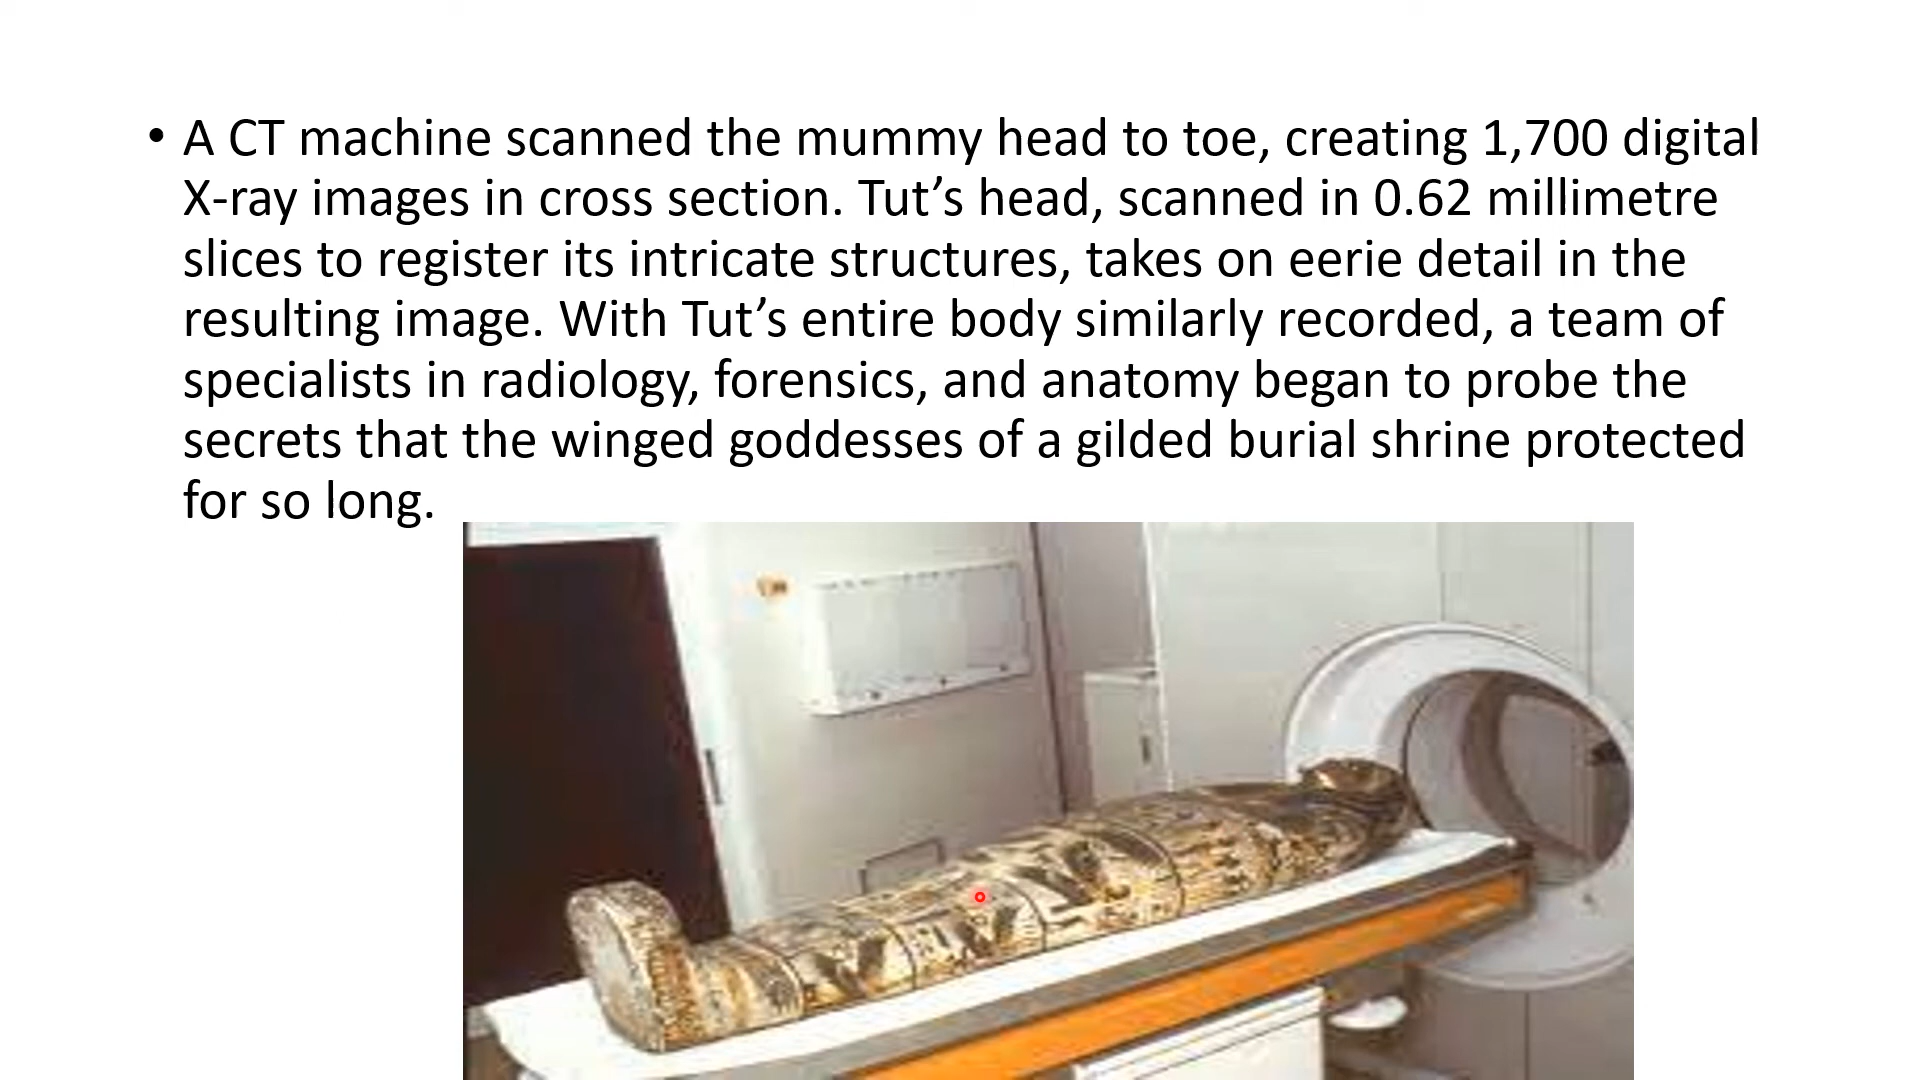 • A CT machine scanned the mummy head to toe, creating 1,700 digital
X-ray images in cross section. Tut’s head, scanned in 0.62 millimetre
slices to register its intricate structures, takes on eerie detail in the
resulting image. With Tut’s entire body similarly recorded, a team of
specialists in radiology, forensics, and anatomy began to probe the
secrets that the winged goddesses of a gilded burial shrine protected
for so long.